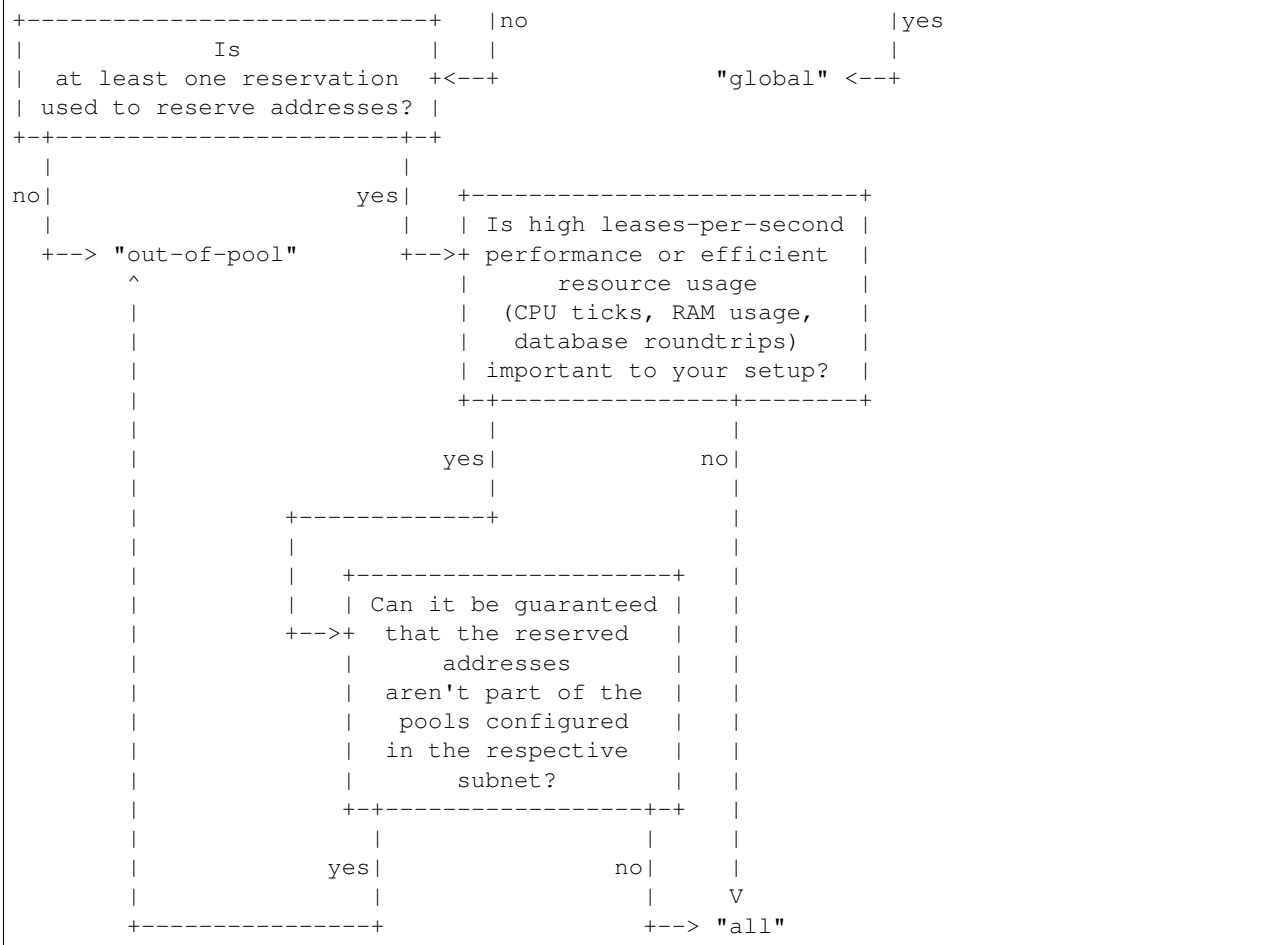 +----------------------------+   |no                         |yes
|             Is             |   |                           |
|  at least one reservation  +<--+               "global" <--+
| used to reserve addresses? |
+-+------------------------+-+
  |                        |
no|                     yes|   +---------------------------+
  |                        |   | Is high leases-per-second |
  +--> "out-of-pool"       +-->+ performance or efficient  |
        ^                      |      resource usage       |
        |                      |  (CPU ticks, RAM usage,   |
        |                      |   database roundtrips)    |
        |                      | important to your setup?  |
        |                      +-+----------------+--------+
        |                        |                |
        |                     yes|              no|
        |                        |                |
        |          +-------------+                |
        |          |                              |
        |          |   +----------------------+   |
        |          |   | Can it be guaranteed |   |
        |          +-->+  that the reserved   |   |
        |              |      addresses       |   |
        |              |  aren't part of the  |   |
        |              |   pools configured   |   |
        |              |  in the respective   |   |
        |              |       subnet?        |   |
        |              +-+------------------+-+   |
        |                |                  |     |
        |             yes|                no|     |
        |                |                  |     V
        +----------------+                  +--> "all"